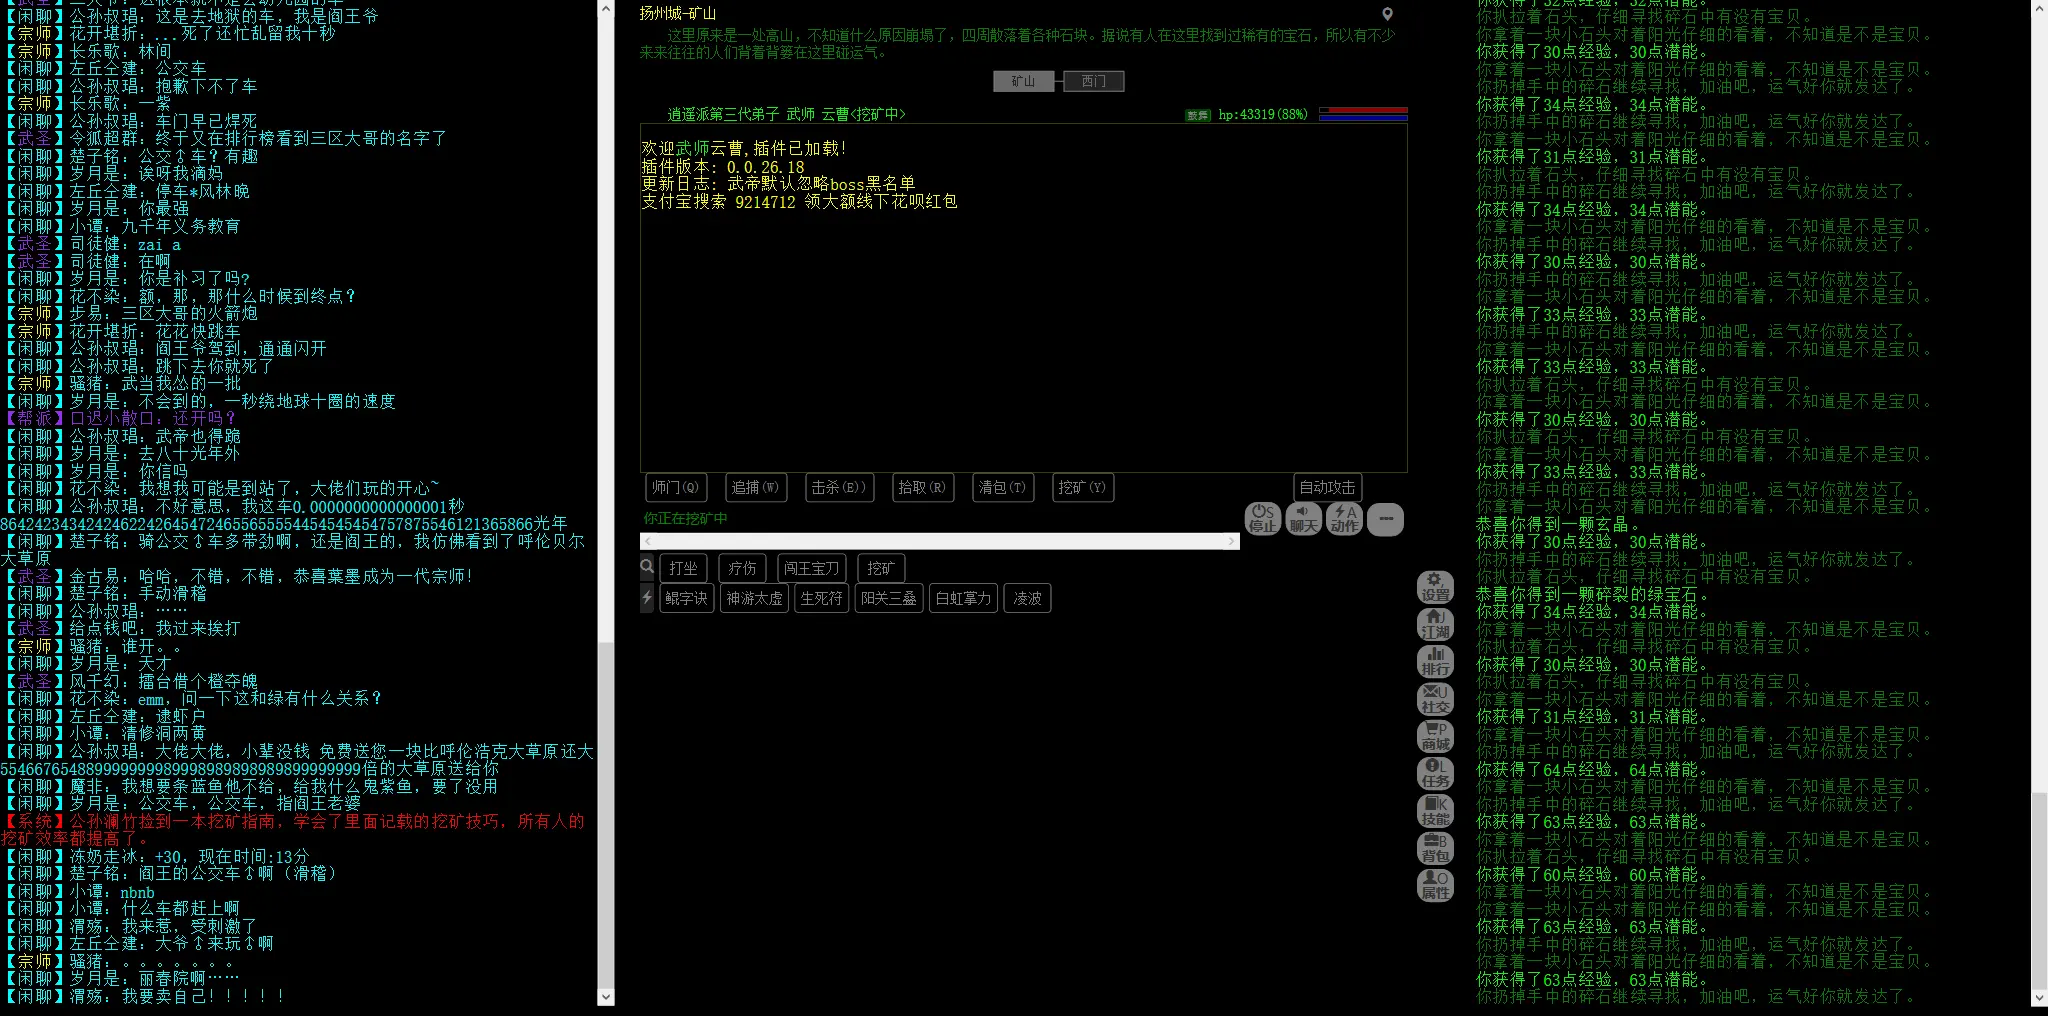 【武圣】王大爷：这根本就不是去幼儿园的车
【闲聊】公孙叔琩：这是去地狱的车，我是阎王爷
【宗师】花开堪折：...死了还忙乱留我十秒
【宗师】长乐歌：林间
【闲聊】左丘仝建：公交车
【闲聊】公孙叔琩：抱歉下不了车
【宗师】长乐歌：一紫
【闲聊】公孙叔琩：车门早已焊死
【武圣】令狐超群：终于又在排行榜看到三区大哥的名字了
【闲聊】楚子铭：公交♂车？有趣
【闲聊】岁月是：诶呀我滴妈
【闲聊】左丘仝建：停车*风林晚
【闲聊】岁月是：你最强
【闲聊】小谭：九千年义务教育
【武圣】司徒健：zai a
【武圣】司徒健：在啊
【闲聊】岁月是：你是补习了吗？
【闲聊】花不染：额，那，那什么时候到终点？
【宗师】步易：三区大哥的火箭炮
【宗师】花开堪折：花花快跳车
【闲聊】公孙叔琩：阎王爷驾到，通通闪开
【闲聊】公孙叔琩：跳下去你就死了
【宗师】骚猪：武当我怂的一批
【闲聊】岁月是：不会到的，一秒绕地球十圈的速度
【帮派】口迟小散口：还开吗？
【闲聊】公孙叔琩：武帝也得跪
【闲聊】岁月是：去八十光年外
【闲聊】岁月是：你信吗
【闲聊】花不染：我想我可能是到站了，大佬们玩的开心~
【闲聊】公孙叔琩：不好意思，我这车0.0000000000000001秒
864242343424246224264547246556555544545454547578755461213658 66光年
【闲聊】楚子铭：骑公交♂车多带劲啊，还是阎王的，我仿佛看到了呼伦贝尔
大草原
【武圣】金古易：哈哈，不错，不错，恭喜葉墨成为一代宗师！
【闲聊】楚子铭：手动滑稽
【闲聊】公孙叔琩：……
【武圣】给点钱吧：我过来挨打
【宗师】骚猪：谁开。。
【闲聊】岁月是：天才
【武圣】风千幻：擂台借个橙夺魄
【闲聊】花不染：emm，问一下这和绿有什么关系？
【闲聊】左丘仝建：逮虾户
【闲聊】小谭：清修洞两黄
【闲聊】公孙叔琩：大佬大佬，小辈没钱 免费送您一块比呼伦浩克大草原还大
5546676548899999999899989898989899999999倍的大草原送给你
【闲聊】魔非：我想要条蓝鱼他不给，给我什么鬼紫鱼，要了没用
【闲聊】岁月是：公交车，公交车，指阎王老婆
【系统】公孙澜竹捡到一本挖矿指南，学会了里面记载的挖矿技巧，所有人的
挖矿效率都提高了。
【闲聊】冻奶走冰：+30，现在时间:13分
【闲聊】楚子铭：阎王的公交车♂啊（滑稽）
【闲聊】小谭：nbnb
【闲聊】小谭：什么车都赶上啊
【闲聊】渭殇：我来惹，受刺激了
【闲聊】左丘仝建：大爷♂来玩♂啊
【宗师】骚猪：。。。。。。。
【闲聊】岁月是：丽春院啊……
【闲聊】渭殇：我要卖自己！！！！！
扬州城-矿山
这里原来是一处高山，不知道什么原因崩塌了，四周散落着各种石块。据说有人在这里找到过稀有的宝石，所以有不少
来来往往的人们背着背篓在这里碰运气。
矿山 西门
逍遥派第三代弟子 武师 云曹<挖矿中>
鼓舞 hp:43319(88%)
欢迎武师云曹,插件已加载!
插件版本: 0.0.26.18
更新日志: 武帝默认忽略boss黑名单
支付宝搜索 9214712 领大额线下花呗红包
师门(Q) 追捕(W) 击杀(E)) 拾取(R) 清包(T) 挖矿(Y) 自动攻击
你正在挖矿中
S停止 聊天 A动作
打坐 疗伤 闯王宝刀 挖矿
鲲字诀 神游太虚 生死符 阳关三叠 白虹掌力 凌波
设置
J江湖
排行
U社交
P商城
L任务
K技能
B背包
O属性
你获得了32点经验，32点潜能。
你扒拉着石头，仔细寻找碎石中有没有宝贝。
你拿着一块小石头对着阳光仔细的看着，不知道是不是宝贝。
你获得了30点经验，30点潜能。
你拿着一块小石头对着阳光仔细的看着，不知道是不是宝贝。
你扔掉手中的碎石继续寻找，加油吧，运气好你就发达了。
你获得了34点经验，34点潜能。
你扔掉手中的碎石继续寻找，加油吧，运气好你就发达了。
你拿着一块小石头对着阳光仔细的看着，不知道是不是宝贝。
你获得了31点经验，31点潜能。
你扒拉着石头，仔细寻找碎石中有没有宝贝。
你扔掉手中的碎石继续寻找，加油吧，运气好你就发达了。
你获得了34点经验，34点潜能。
你拿着一块小石头对着阳光仔细的看着，不知道是不是宝贝。
你扔掉手中的碎石继续寻找，加油吧，运气好你就发达了。
你获得了30点经验，30点潜能。
你扔掉手中的碎石继续寻找，加油吧，运气好你就发达了。
你拿着一块小石头对着阳光仔细的看着，不知道是不是宝贝。
你获得了33点经验，33点潜能。
你扔掉手中的碎石继续寻找，加油吧，运气好你就发达了。
你拿着一块小石头对着阳光仔细的看着，不知道是不是宝贝。
你获得了33点经验，33点潜能。
你扒拉着石头，仔细寻找碎石中有没有宝贝。
你拿着一块小石头对着阳光仔细的看着，不知道是不是宝贝。
你获得了30点经验，30点潜能。
你扒拉着石头，仔细寻找碎石中有没有宝贝。
你拿着一块小石头对着阳光仔细的看着，不知道是不是宝贝。
你获得了33点经验，33点潜能。
你拿着一块小石头对着阳光仔细的看着，不知道是不是宝贝。
你扔掉手中的碎石继续寻找，加油吧，运气好你就发达了。
恭喜你得到一颗玄晶。
你获得了30点经验，30点潜能。
你扔掉手中的碎石继续寻找，加油吧，运气好你就发达了。
你扒拉着石头，仔细寻找碎石中有没有宝贝。
恭喜你得到一颗碎裂的绿宝石。
你获得了34点经验，34点潜能。
你拿着一块小石头对着阳光仔细的看着，不知道是不是宝贝。
你扒拉着石头，仔细寻找碎石中有没有宝贝。
你获得了30点经验，30点潜能。
你扒拉着石头，仔细寻找碎石中有没有宝贝。
你拿着一块小石头对着阳光仔细的看着，不知道是不是宝贝。
你获得了31点经验，31点潜能。
你拿着一块小石头对着阳光仔细的看着，不知道是不是宝贝。
你扔掉手中的碎石继续寻找，加油吧，运气好你就发达了。
你获得了64点经验，64点潜能。
你拿着一块小石头对着阳光仔细的看着，不知道是不是宝贝。
你扔掉手中的碎石继续寻找，加油吧，运气好你就发达了。
你获得了63点经验，63点潜能。
你拿着一块小石头对着阳光仔细的看着，不知道是不是宝贝。
你扒拉着石头，仔细寻找碎石中有没有宝贝。
你获得了60点经验，60点潜能。
你拿着一块小石头对着阳光仔细的看着，不知道是不是宝贝。
你拿着一块小石头对着阳光仔细的看着，不知道是不是宝贝。
你获得了63点经验，63点潜能。
你扔掉手中的碎石继续寻找，加油吧，运气好你就发达了。
你拿着一块小石头对着阳光仔细的看着，不知道是不是宝贝。
你获得了63点经验，63点潜能。
你扔掉手中的碎石继续寻找，加油吧，运气好你就发达了。